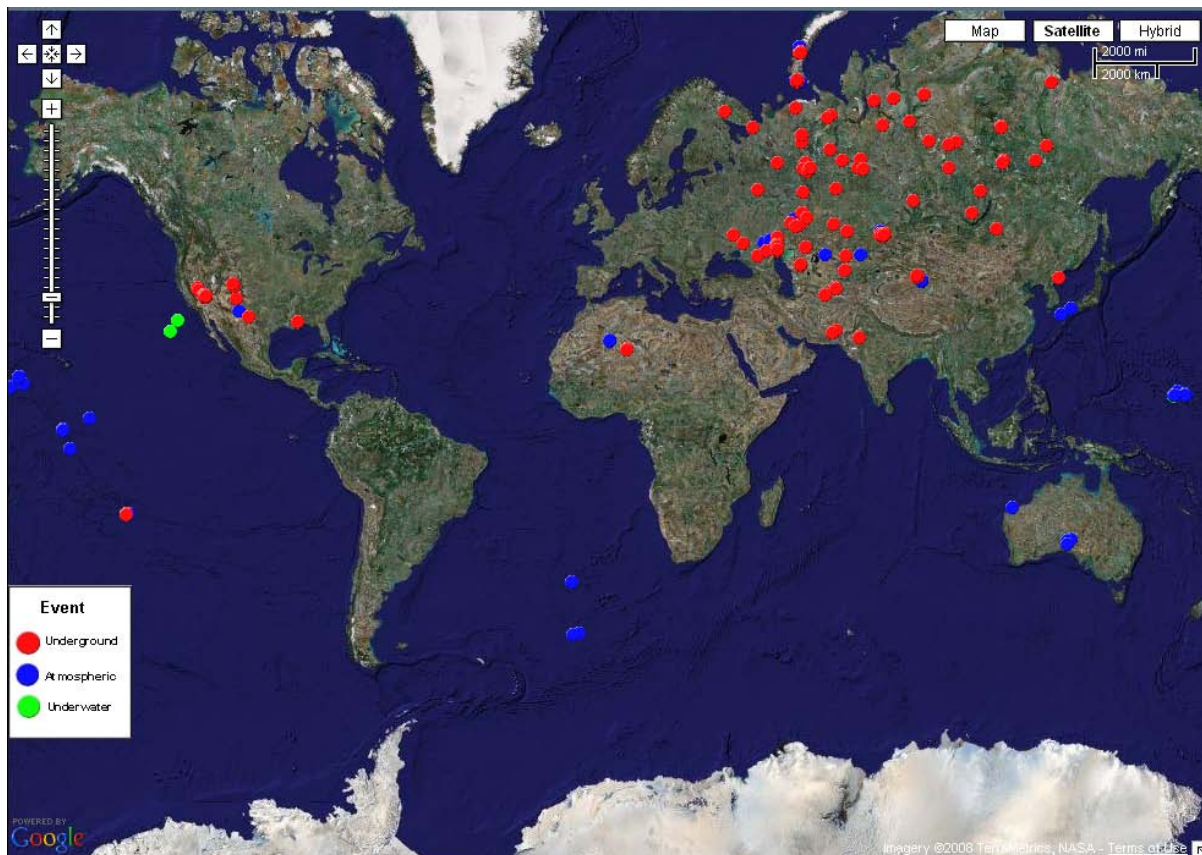 Map Satellite Hybrid
2000 mi
2000 km
Event
Underground
Atmospheric
Underwater
POWERED BY
Google
Imagery ©2008 TerraMetrics, NASA - Terms of Use